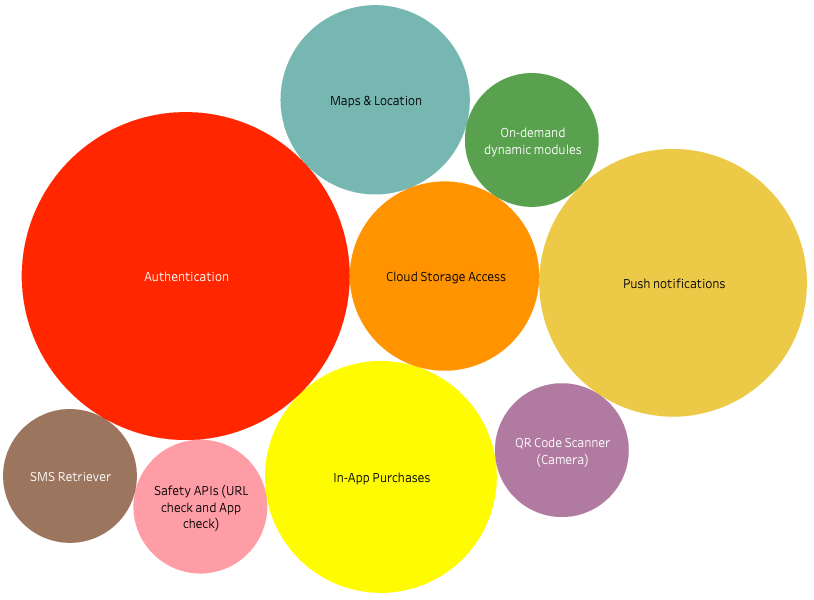 Maps & Location
On-demand
dynamic modules
Authentication
Cloud Storage Access
Push notifications
SMS Retriever
Safety APIs (URL
check and App
check)
In-App Purchases
QR Code Scanner
(Camera)